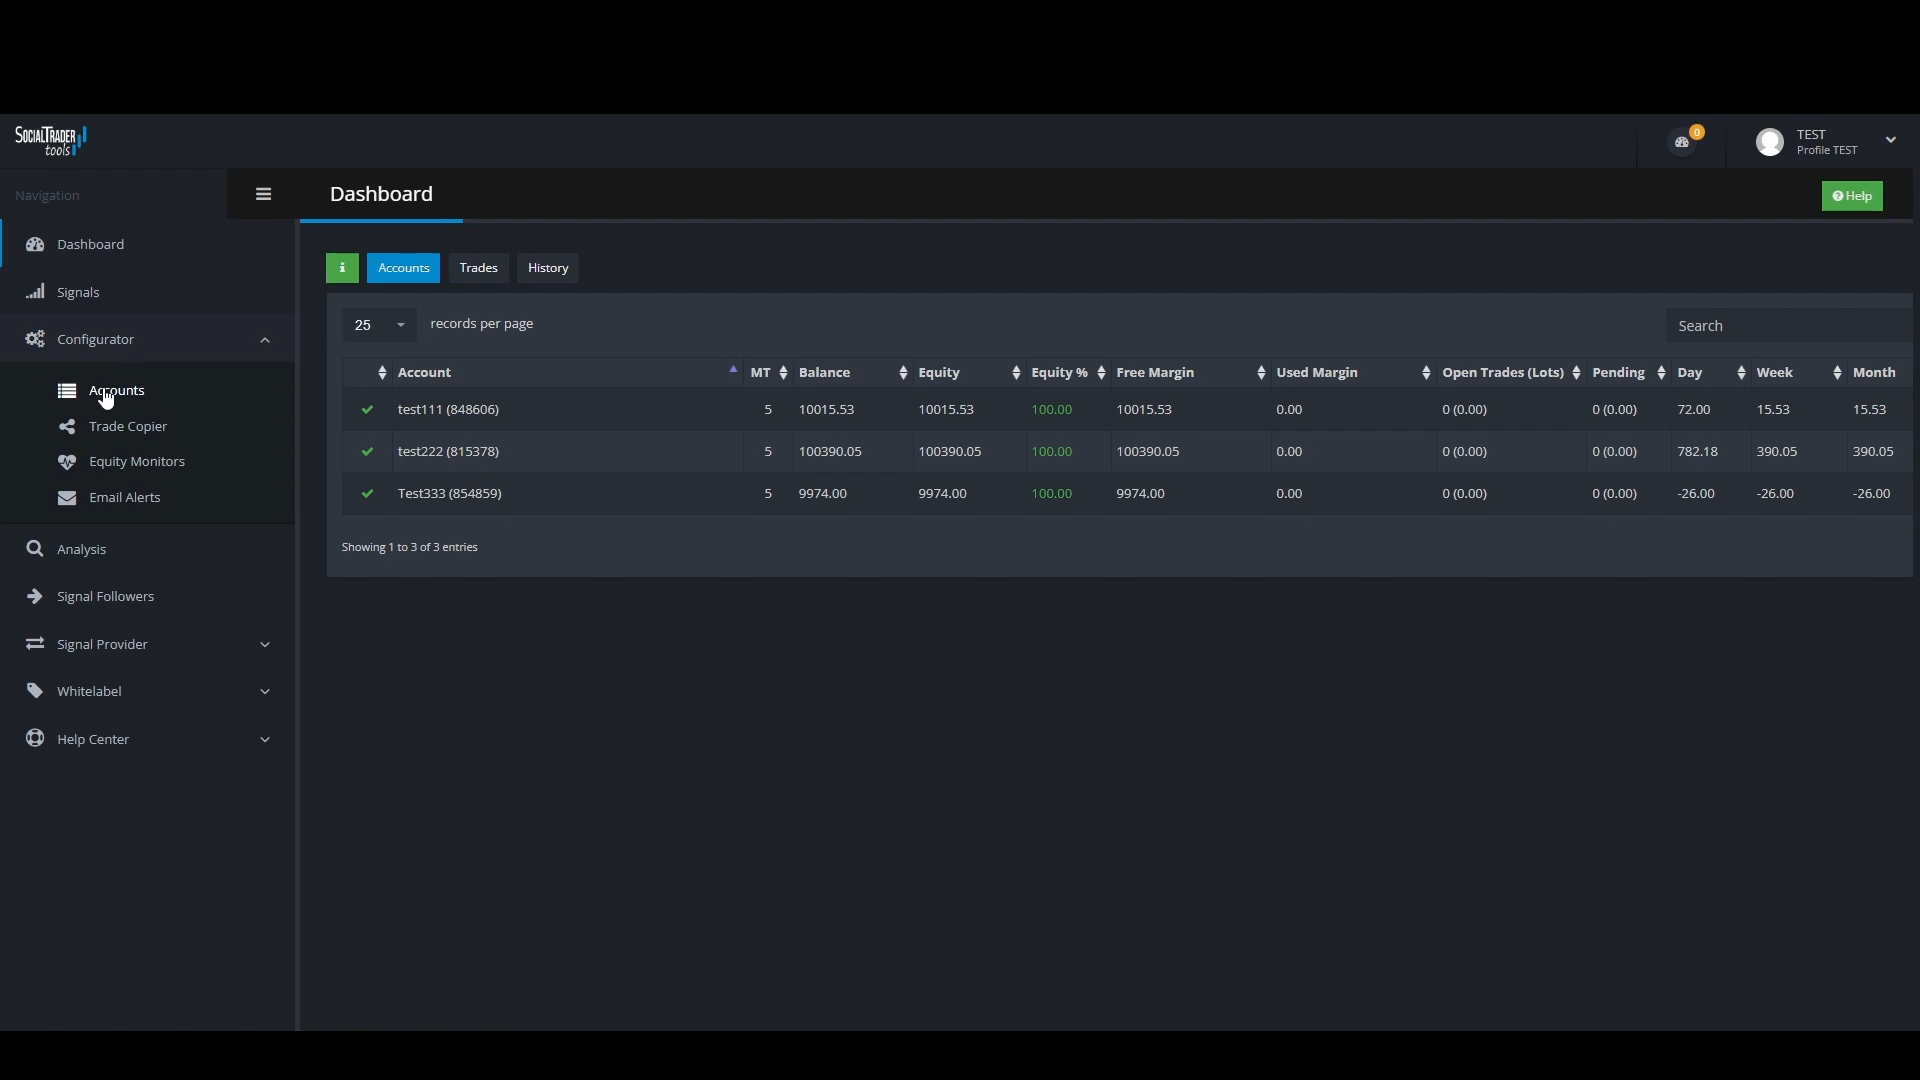 SOCIALTRADER
tools
0
TEST
Profile TEST
Navigation
Dashboard
Help
Dashboard
Signals
Configurator
Accounts
Trade Copier
Equity Monitors
Email Alerts
Analysis
Signal Followers
Signal Provider
Whitelabel
Help Center
i Accounts Trades History
25 records per page
Search
Account MT Balance Equity Equity % Free Margin Used Margin Open Trades (Lots) Pending Day Week Month
test111 (848606) 5 10015.53 10015.53 100.00 10015.53 0.00 0 (0.00) 0 (0.00) 72.00 15.53 15.53
test222 (815378) 5 100390.05 100390.05 100.00 100390.05 0.00 0 (0.00) 0 (0.00) 782.18 390.05 390.05
Test333 (854859) 5 9974.00 9974.00 100.00 9974.00 0.00 0 (0.00) 0 (0.00) -26.00 -26.00 -26.00
Showing 1 to 3 of 3 entries